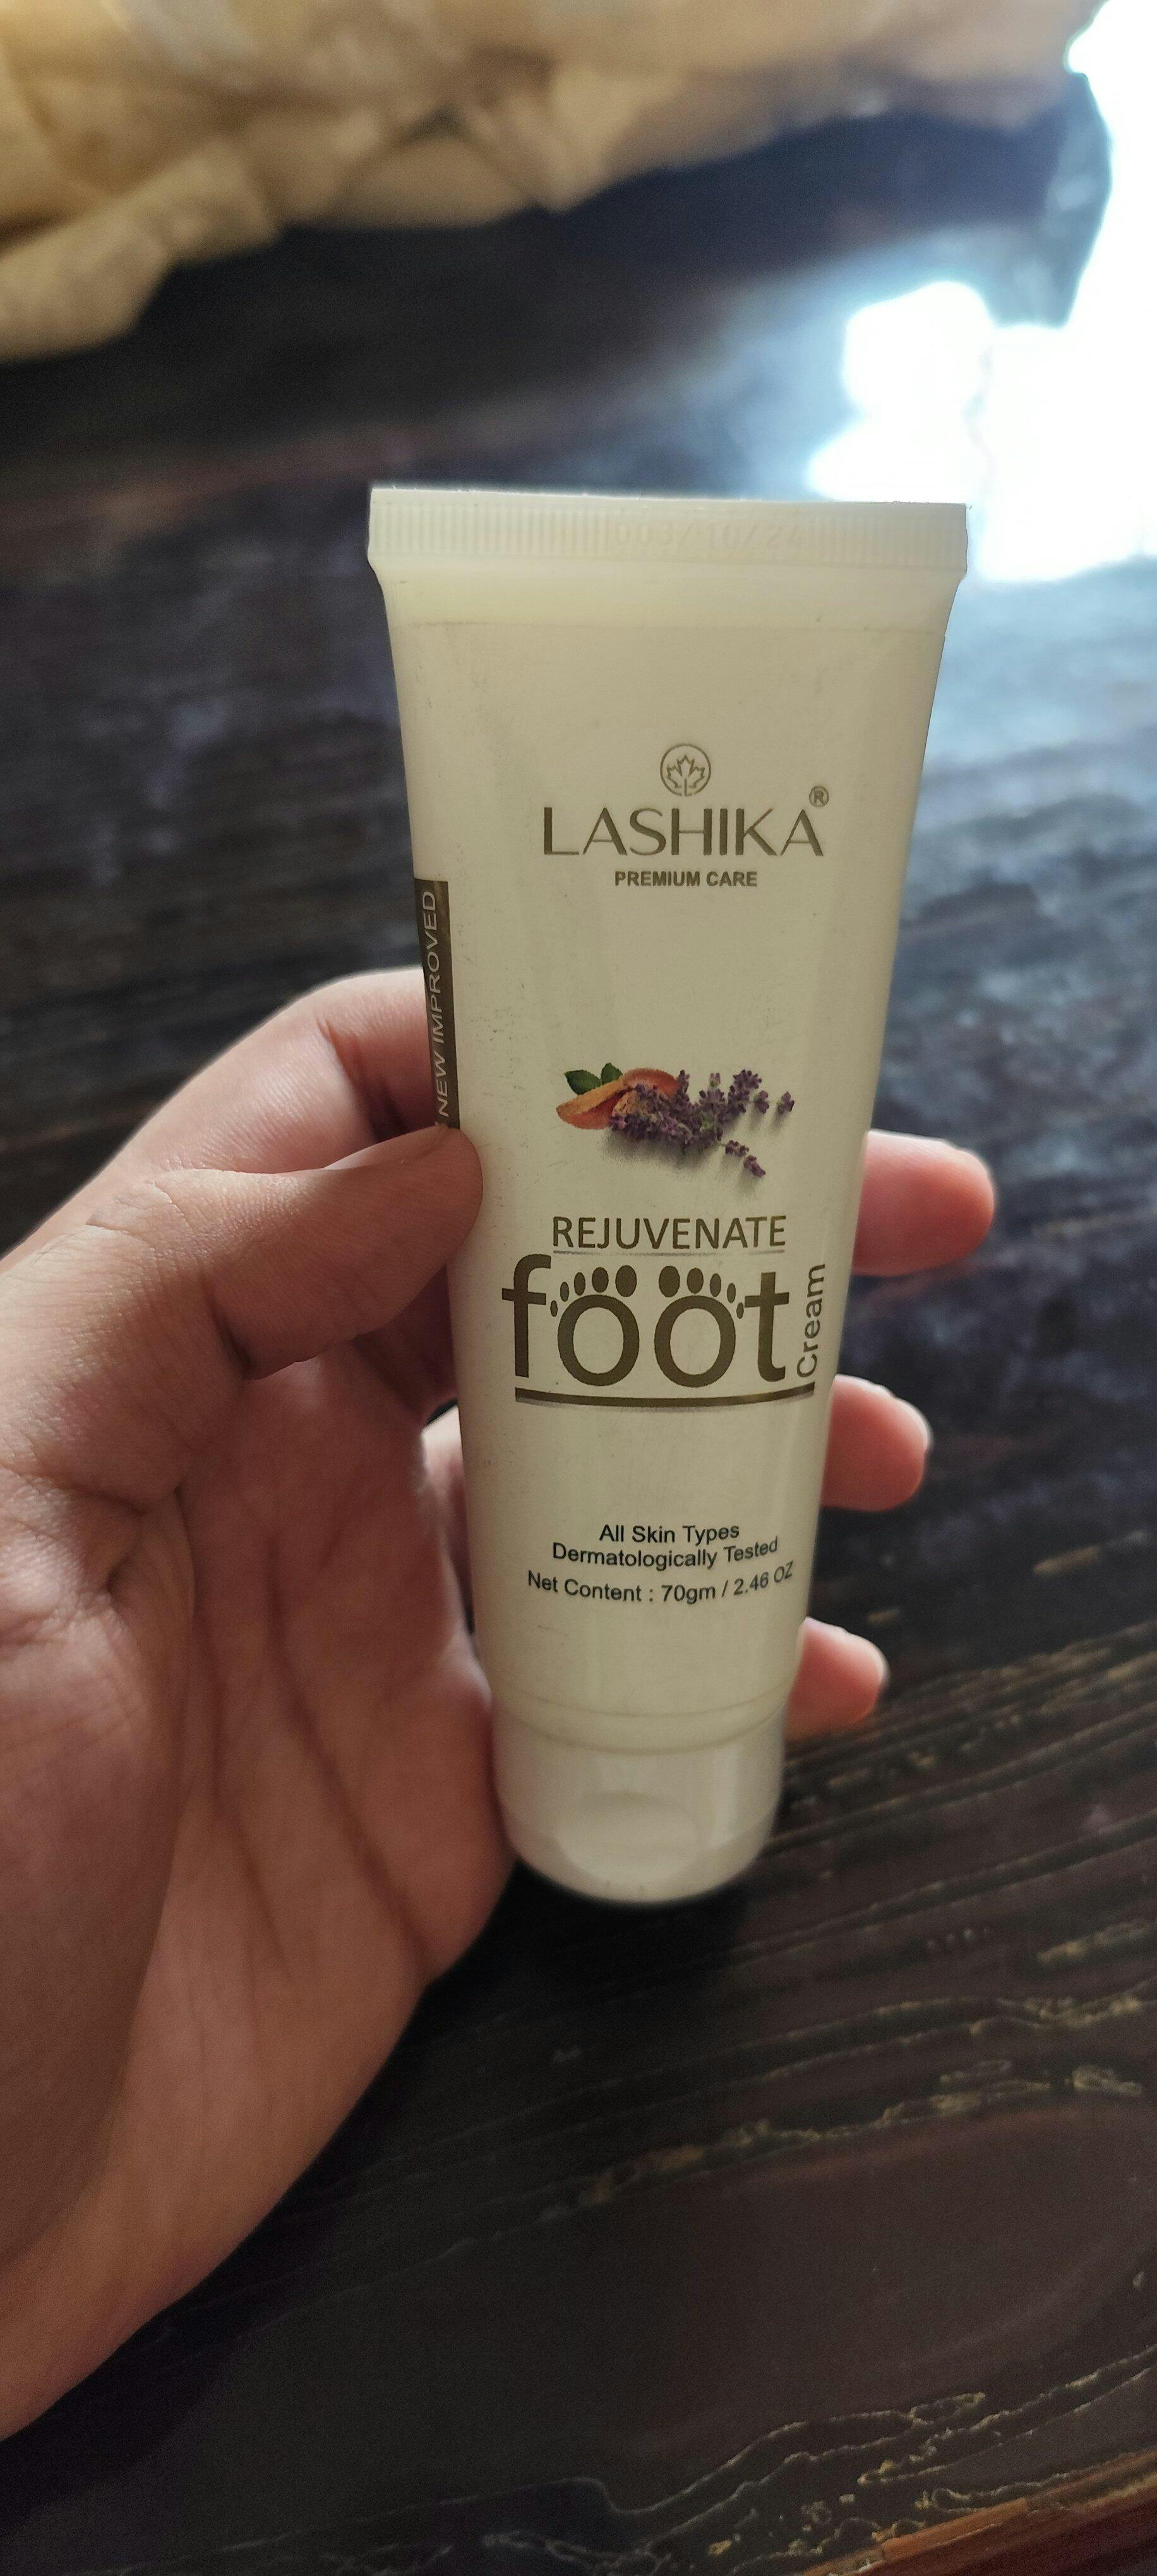 LASHIKA®
PREMIUM CARE
NEW IMPROVED
REJUVENATE
foot
Cream
All Skin Types
Dermatologically Tested
Net Content : 70gm / 2.46 OZ